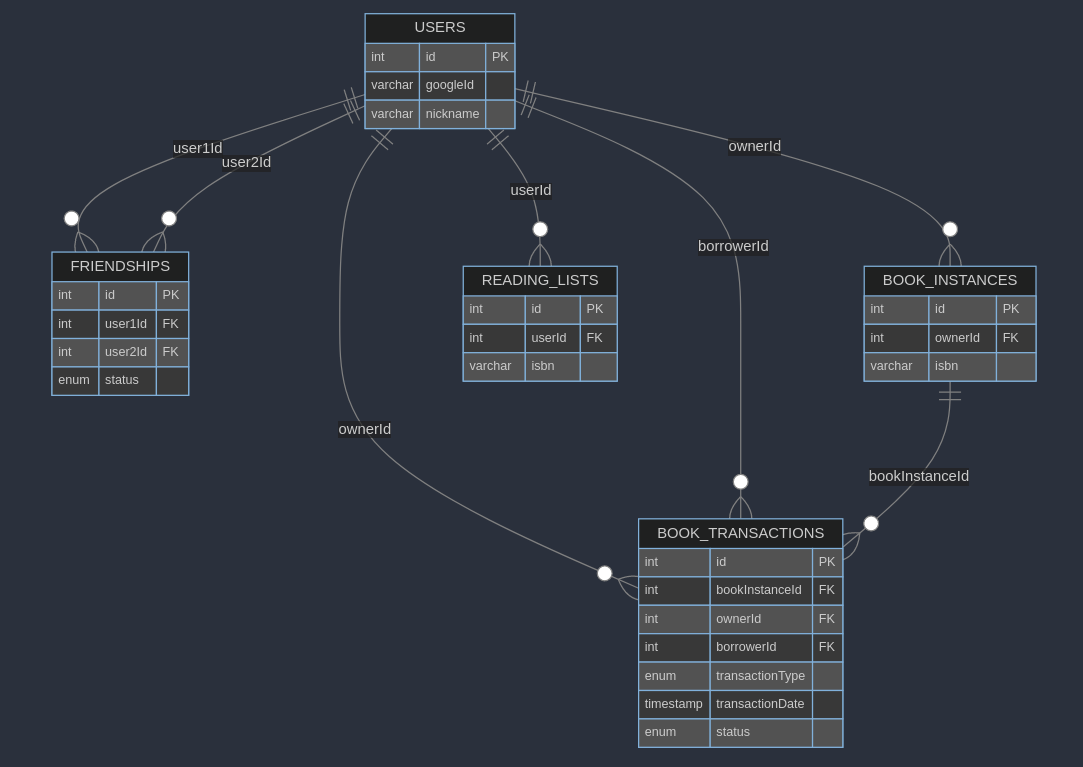 USERS
int id PK
varchar googleId
varchar nickname
user1Id
user2Id
ownerId
userId
borrowerId
FRIENDSHIPS
int id PK
int user1Id FK
int user2Id FK
enum status
READING_LISTS
int id PK
int userId FK
varchar isbn
BOOK_INSTANCES
int id PK
int ownerId FK
varchar isbn
ownerId
bookInstanceId
BOOK_TRANSACTIONS
int id PK
int bookInstanceId FK
int ownerId FK
int borrowerId FK
enum transactionType
timestamp transactionDate
enum status